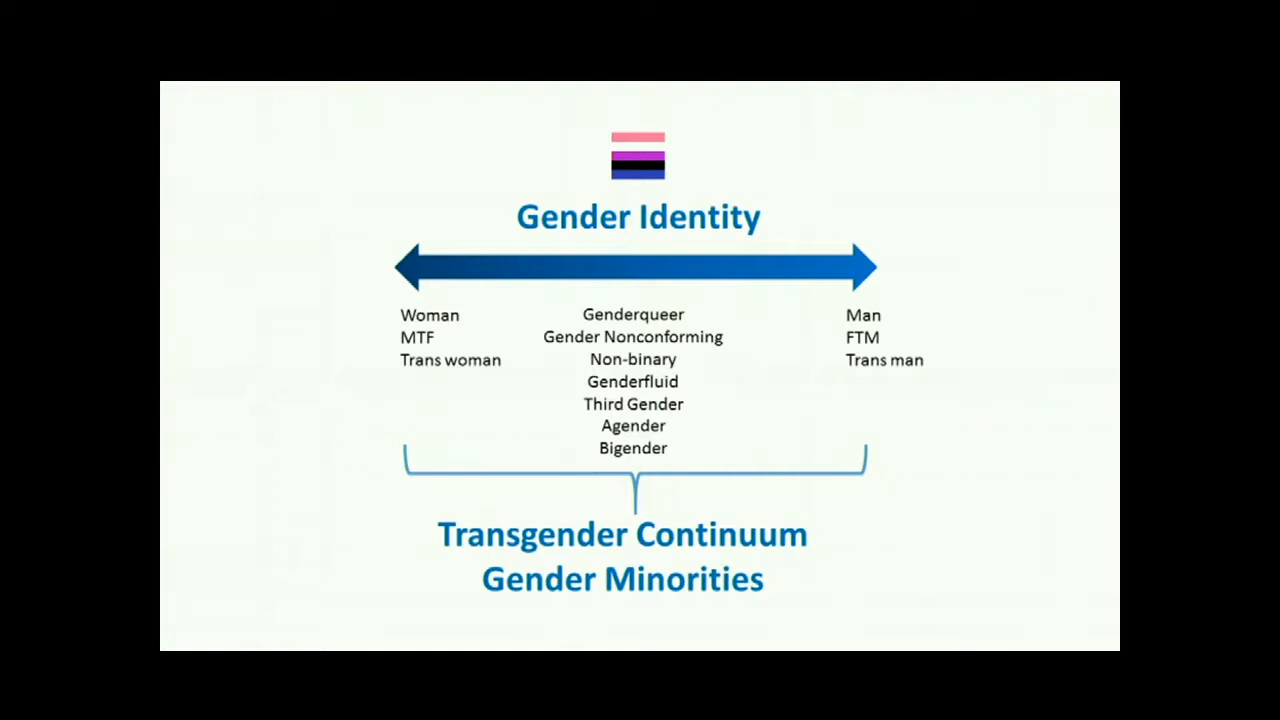 Gender Identity
Woman
MTF
Trans woman
Genderqueer
Gender Nonconforming
Non-binary
Genderfluid
Third Gender
Agender
Bigender
Man
FTM
Trans man
Transgender Continuum
Gender Minorities